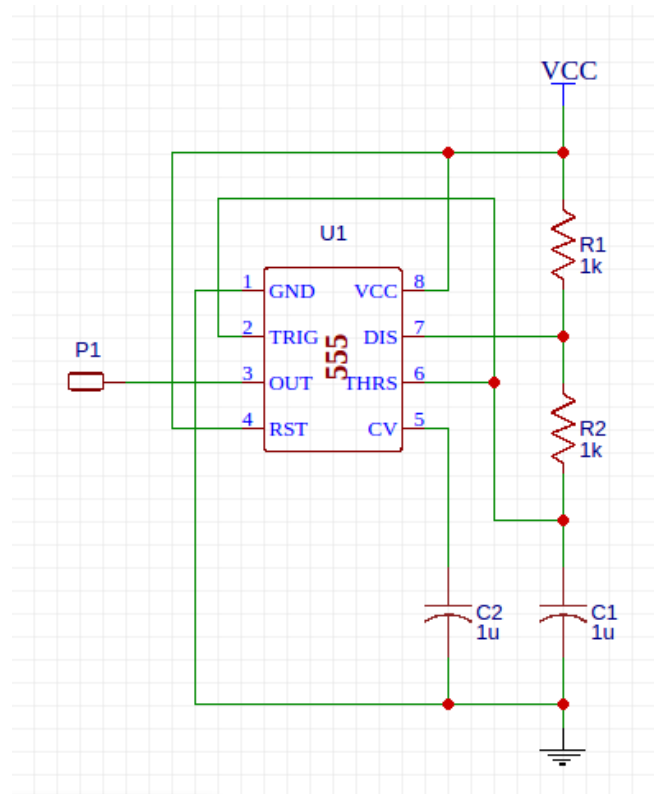 VCC
U1
R1
1k
1
GND
VCC
8
2
TRIG
DIS
7
555
P1
3
OUT
THRS
6
4
RST
CV
5
R2
1k
C2
1u
C1
1u